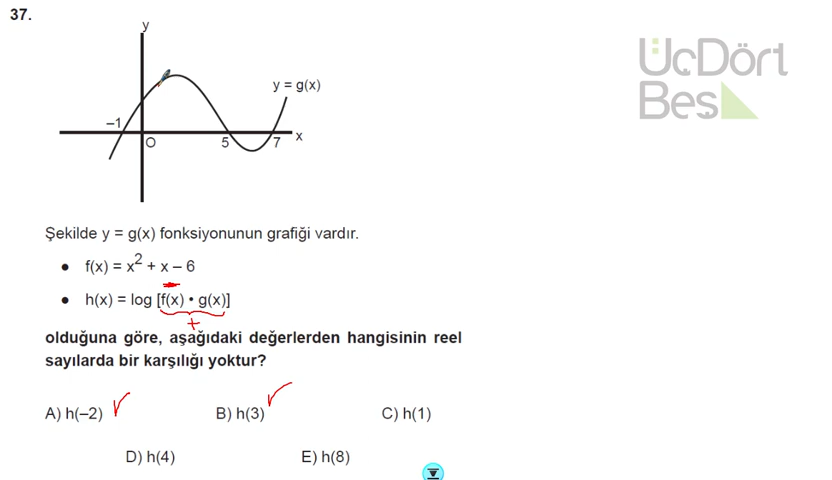 37.
ÜçDört
Beş
y
y = g(x)
–1
O
5
7
x
Şekilde y = g(x) fonksiyonunun grafiği vardır.
● f(x) = x² + x – 6
● h(x) = log [f(x) • g(x)]
+
olduğuna göre, aşağıdaki değerlerden hangisinin reel
sayılarda bir karşılığı yoktur?
A) h(–2) B) h(3) C) h(1)
D) h(4) E) h(8)